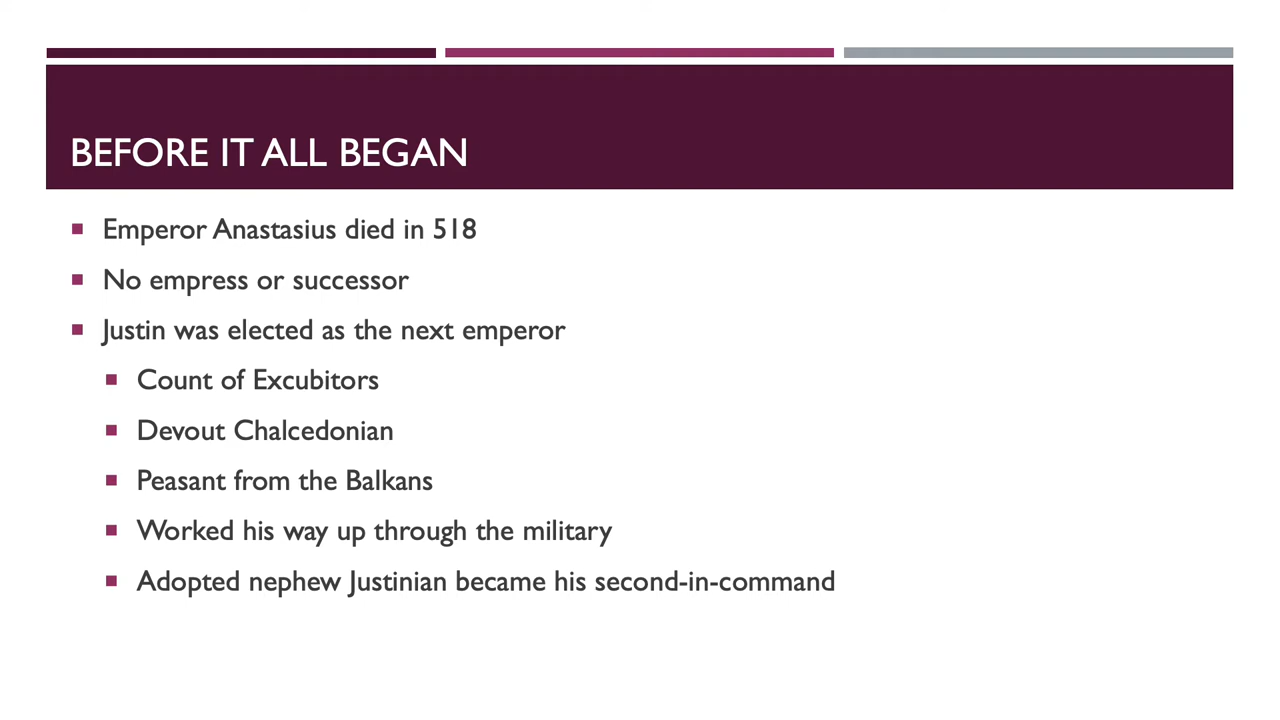 BEFORE IT ALL BEGAN
Emperor Anastasius died in 518
No empress or successor
Justin was elected as the next emperor
Count of Excubitors
Devout Chalcedonian
Peasant from the Balkans
Worked his way up through the military
Adopted nephew Justinian became his second-in-command